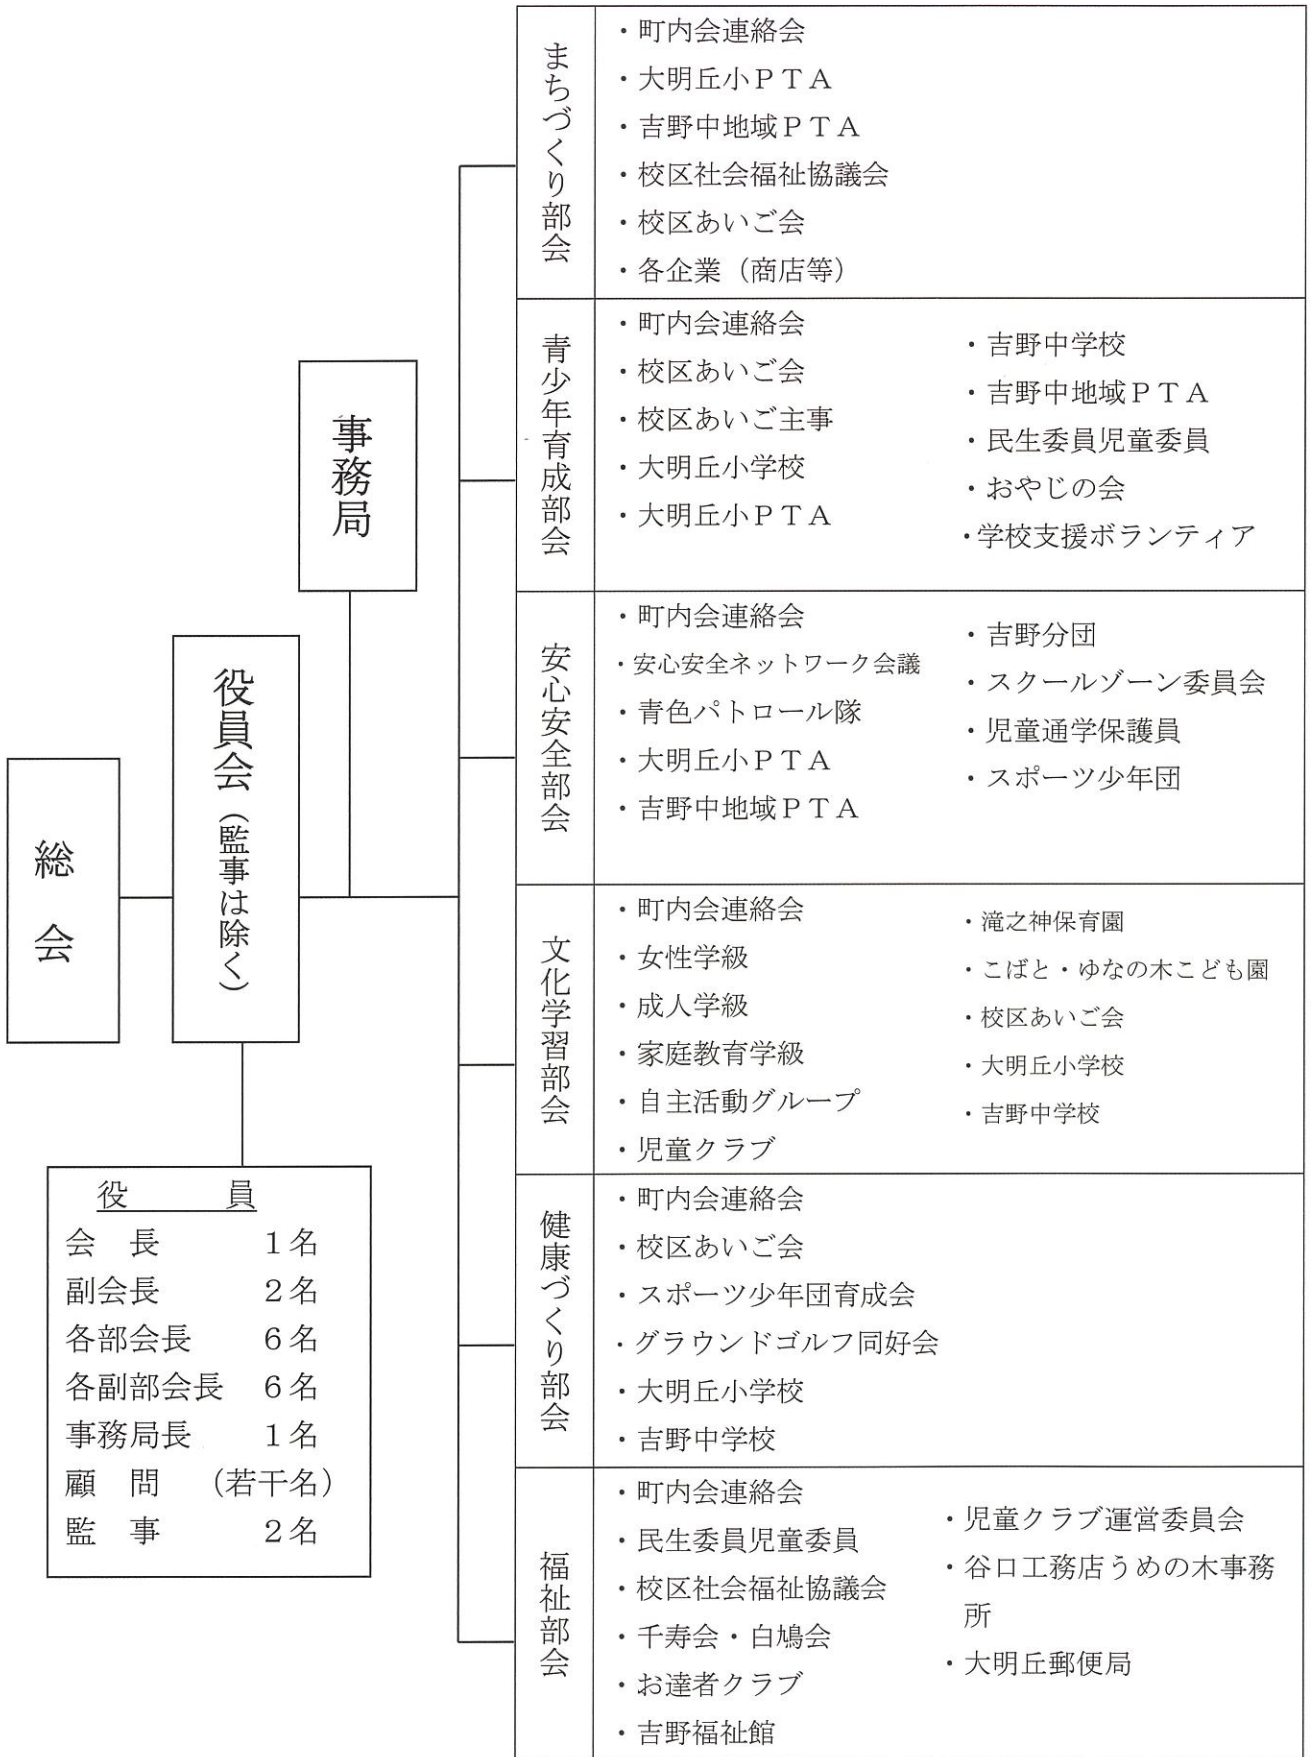 総会
役員会（監事は除く）
事務局
役　員
会　長　１名
副会長　２名
各部会長　６名
各副部会長　６名
事務局長　１名
顧　問　（若干名）
監　事　２名
まちづくり部会
・町内会連絡会
・大明丘小ＰＴＡ
・吉野中地域ＰＴＡ
・校区社会福祉協議会
・校区あいご会
・各企業（商店等）
青少年育成部会
・町内会連絡会
・校区あいご会
・校区あいご主事
・大明丘小学校
・大明丘小ＰＴＡ
・吉野中学校
・吉野中地域ＰＴＡ
・民生委員児童委員
・おやじの会
・学校支援ボランティア
安心安全部会
・町内会連絡会
・安心安全ネットワーク会議
・青色パトロール隊
・大明丘小ＰＴＡ
・吉野中地域ＰＴＡ
・吉野分団
・スクールゾーン委員会
・児童通学保護員
・スポーツ少年団
文化学習部会
・町内会連絡会
・女性学級
・成人学級
・家庭教育学級
・自主活動グループ
・児童クラブ
・滝之神保育園
・こばと・ゆなの木こども園
・校区あいご会
・大明丘小学校
・吉野中学校
健康づくり部会
・町内会連絡会
・校区あいご会
・スポーツ少年団育成会
・グラウンドゴルフ同好会
・大明丘小学校
・吉野中学校
福祉部会
・町内会連絡会
・民生委員児童委員
・校区社会福祉協議会
・千寿会・白鳩会
・お達者クラブ
・吉野福祉館
・児童クラブ運営委員会
・谷口工務店うめの木事務
所
・大明丘郵便局